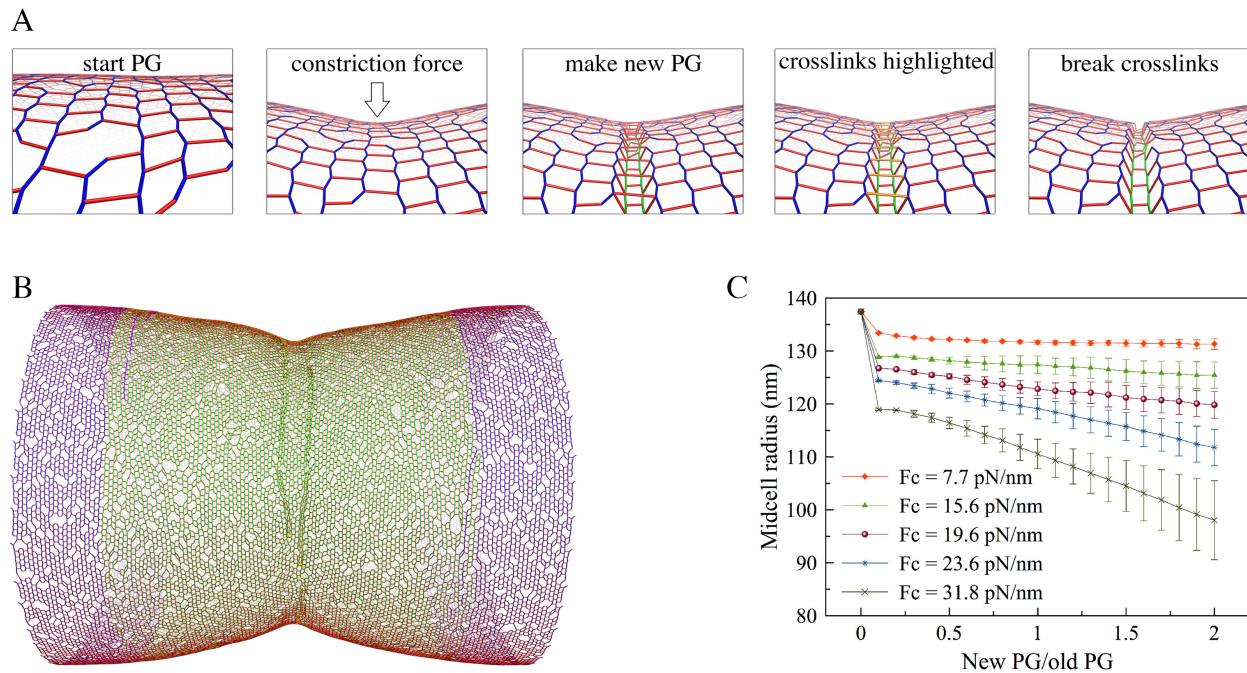 A
start PG
constriction force
make new PG
crosslinks highlighted
break crosslinks
B
C
140
130
120
110
100
90
80
Midcell radius (nm)
Fc = 7.7 pN/nm
Fc = 15.6 pN/nm
Fc = 19.6 pN/nm
Fc = 23.6 pN/nm
Fc = 31.8 pN/nm
0
0.5
1
1.5
2
New PG/old PG